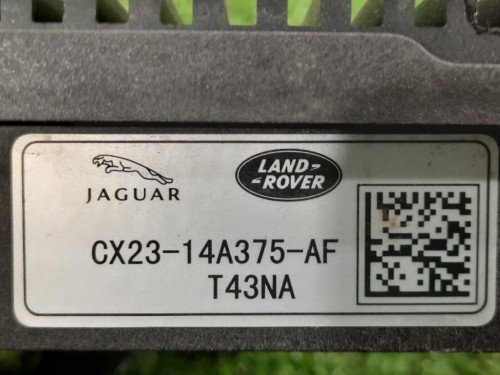 JAGUAR
LAND-
-ROVER
CX23-14A375-AF
T43NA